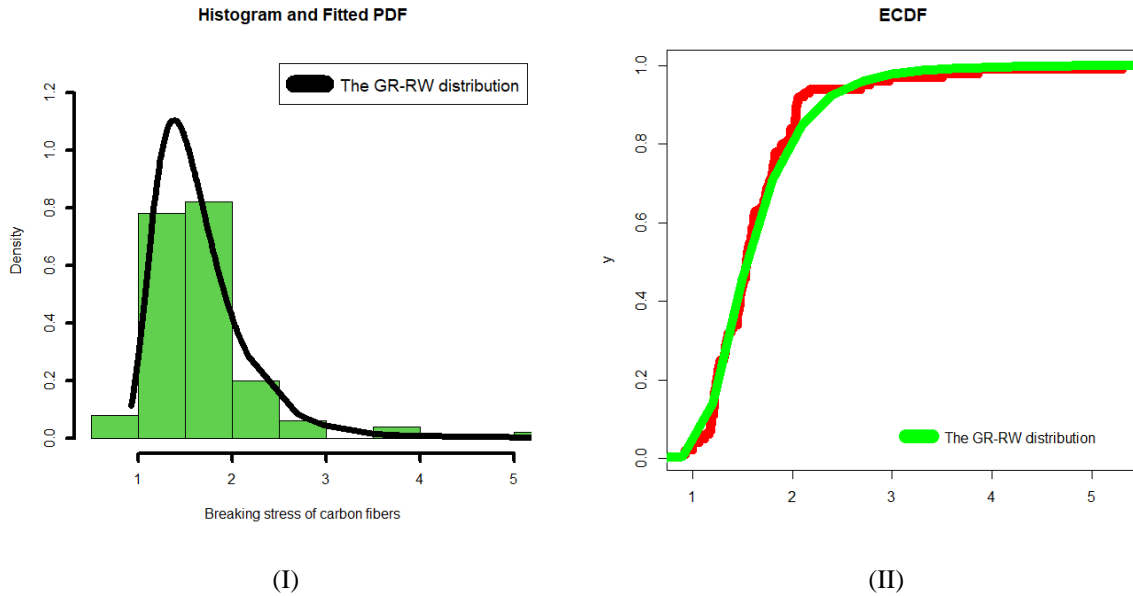 Histogram and Fitted PDF
The GR-RW distribution
Density
0.0 0.2 0.4 0.6 0.8 1.0 1.2
1 2 3 4 5
Breaking stress of carbon fibers
(I)
ECDF
y
0.0 0.2 0.4 0.6 0.8 1.0
The GR-RW distribution
1 2 3 4 5
(II)